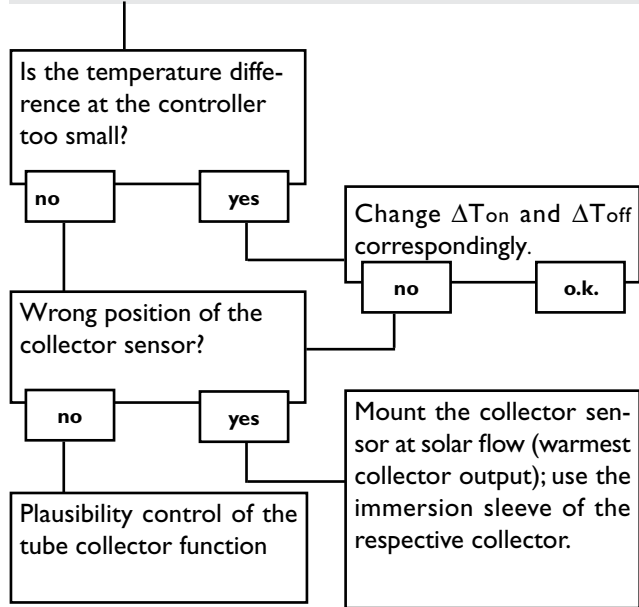 Is the temperature diffe-
rence at the controller
too small?
no
yes
Change ΔTon and ΔToff
correspondingly.
no
o.k.
Wrong position of the
collector sensor?
no
yes
Mount the collector sen-
sor at solar flow (warmest
collector output); use the
immersion sleeve of the
respective collector.
Plausibility control of the
tube collector function